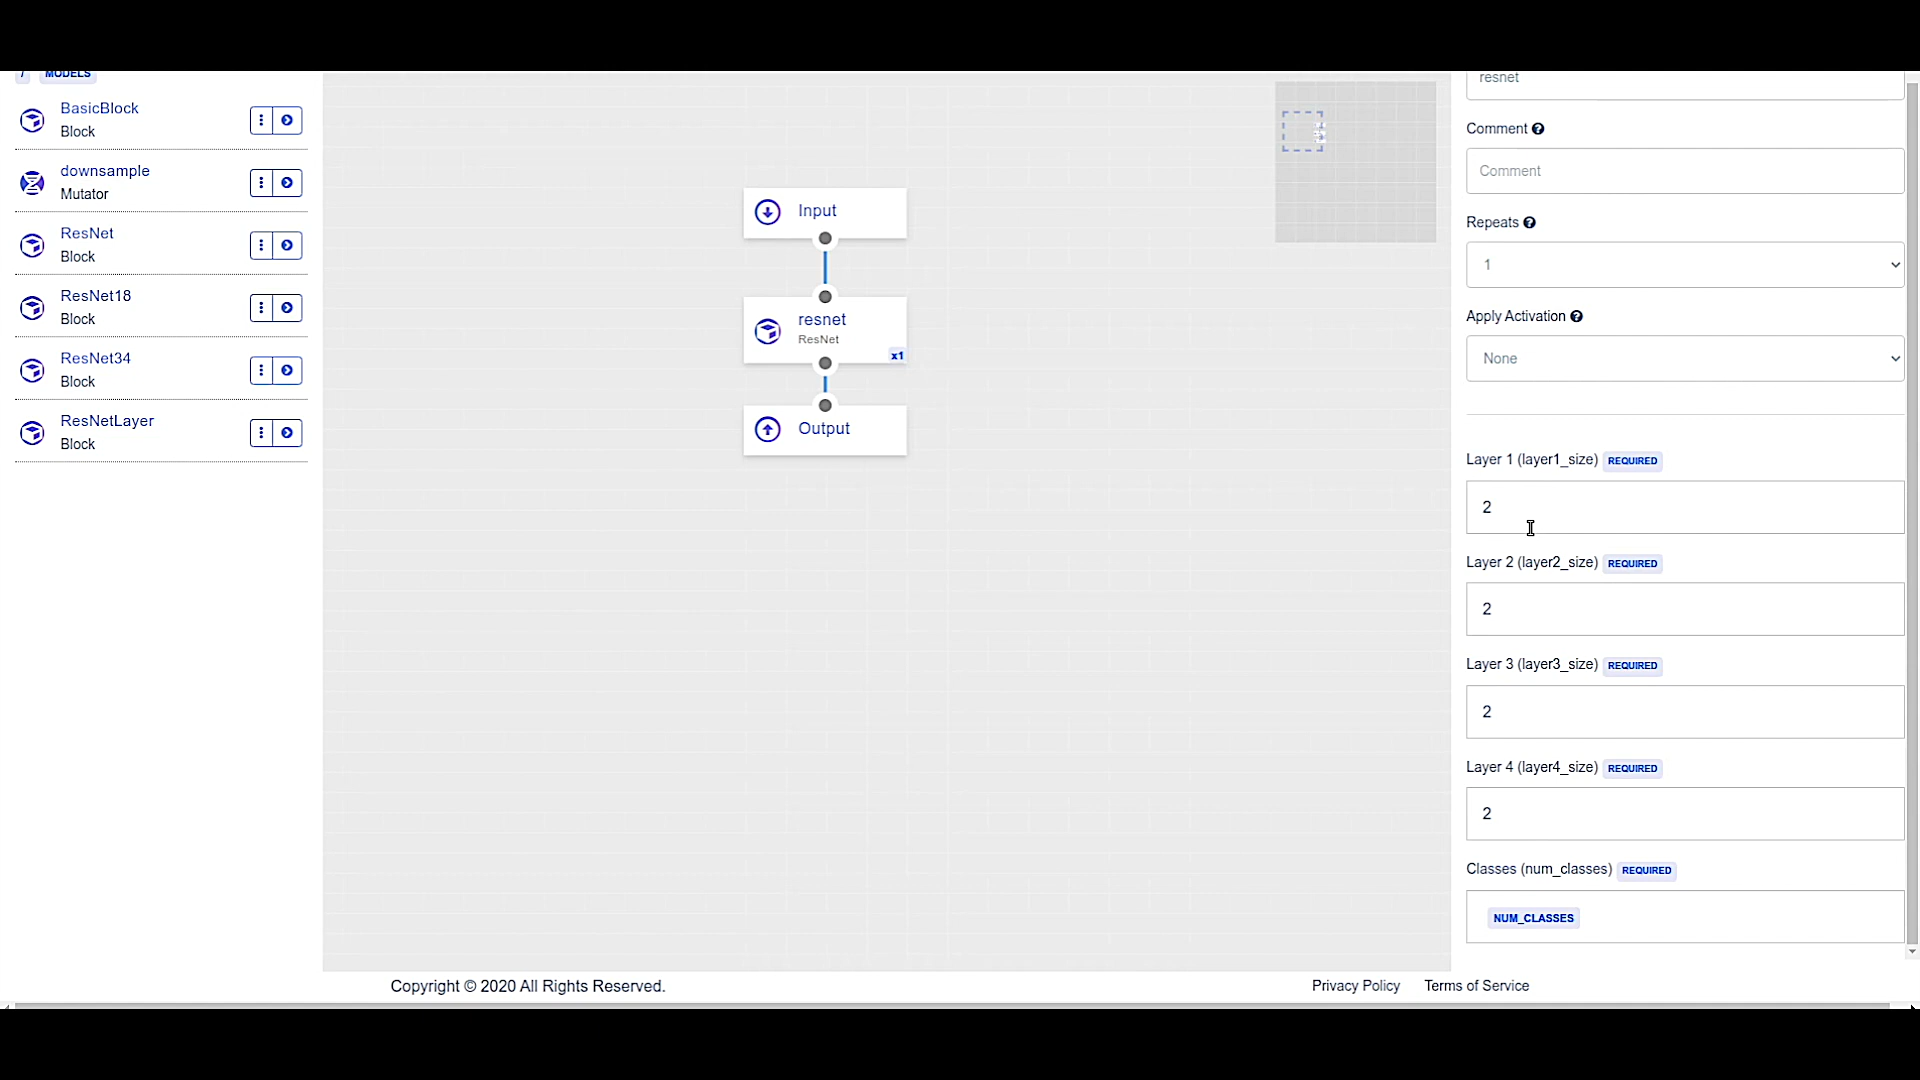 / MODELS
BasicBlock
Block
downsample
Mutator
ResNet
Block
ResNet18
Block
ResNet34
Block
ResNetLayer
Block
Input
resnet
ResNet
x1
Output
resnet
Comment
Comment
Repeats
1
Apply Activation
None
Layer 1 (layer1_size) REQUIRED
2
Layer 2 (layer2_size) REQUIRED
2
Layer 3 (layer3_size) REQUIRED
2
Layer 4 (layer4_size) REQUIRED
2
Classes (num_classes) REQUIRED
NUM_CLASSES
Copyright © 2020 All Rights Reserved.
Privacy Policy Terms of Service